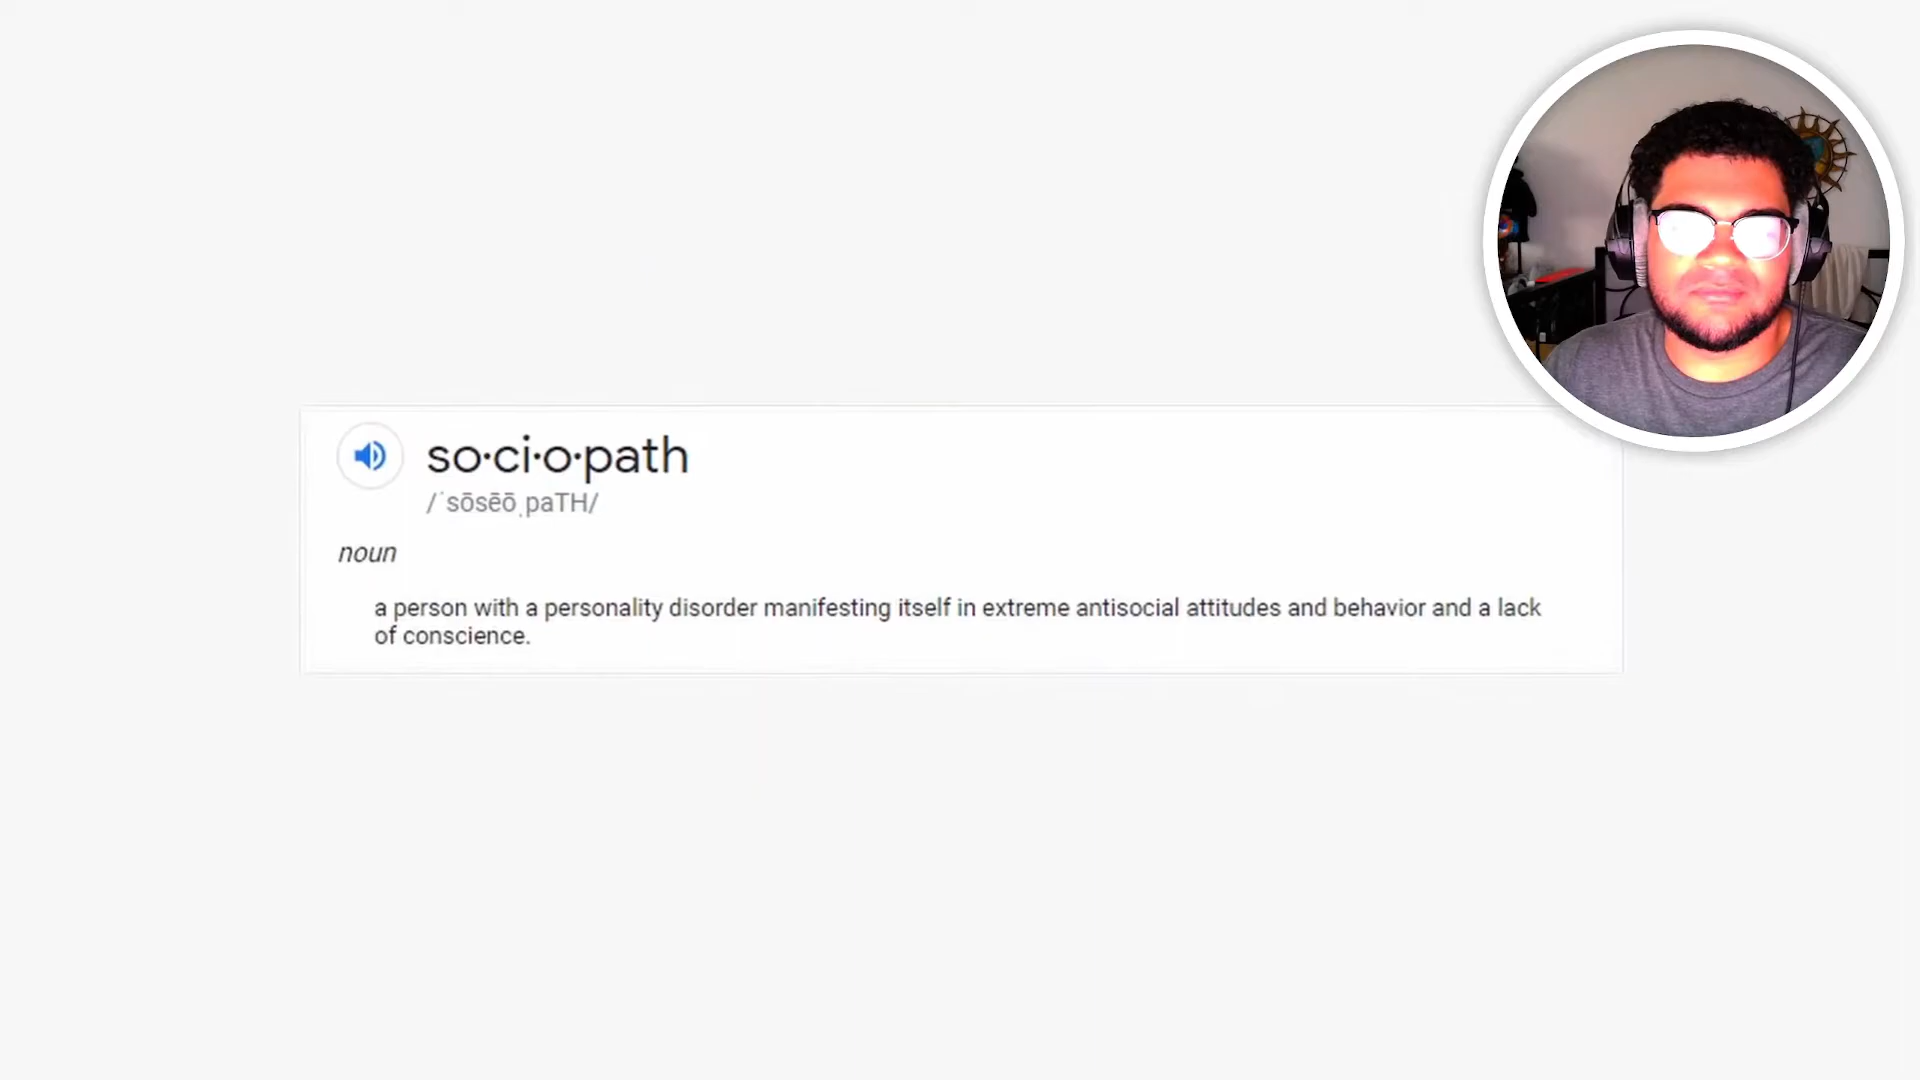 so·ci·o·path
/ˈsōsēōˌpaTH/
noun
a person with a personality disorder manifesting itself in extreme antisocial attitudes and behavior and a lack
of conscience.